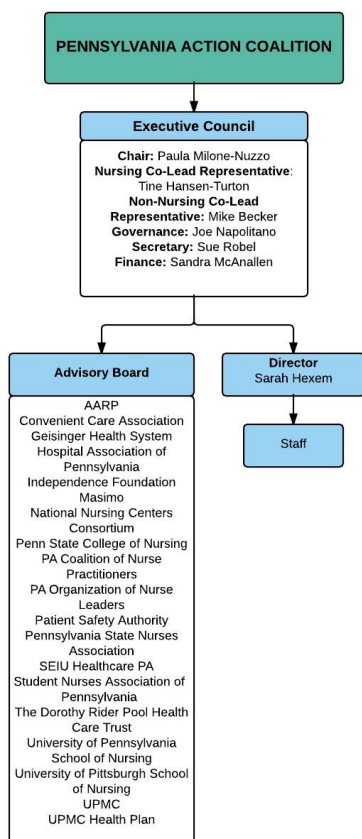 PENNSYLVANIA ACTION COALITION
Executive Council
Chair: Paula Milone-Nuzzo
Nursing Co-Lead Representative:
Tine Hansen-Turton
Non-Nursing Co-Lead
Representative: Mike Becker
Governance: Joe Napolitano
Secretary: Sue Robel
Finance: Sandra McAnallen
Advisory Board
AARP
Convenient Care Association
Geisinger Health System
Hospital Association of
Pennsylvania
Independence Foundation
Masimo
National Nursing Centers
Consortium
Penn State College of Nursing
PA Coalition of Nurse
Practitioners
PA Organization of Nurse
Leaders
Patient Safety Authority
Pennsylvania State Nurses
Association
SEIU Healthcare PA
Student Nurses Association of
Pennsylvania
The Dorothy Rider Pool Health
Care Trust
University of Pennsylvania
School of Nursing
University of Pittsburgh School
of Nursing
UPMC
UPMC Health Plan
Director
Sarah Hexem
Staff